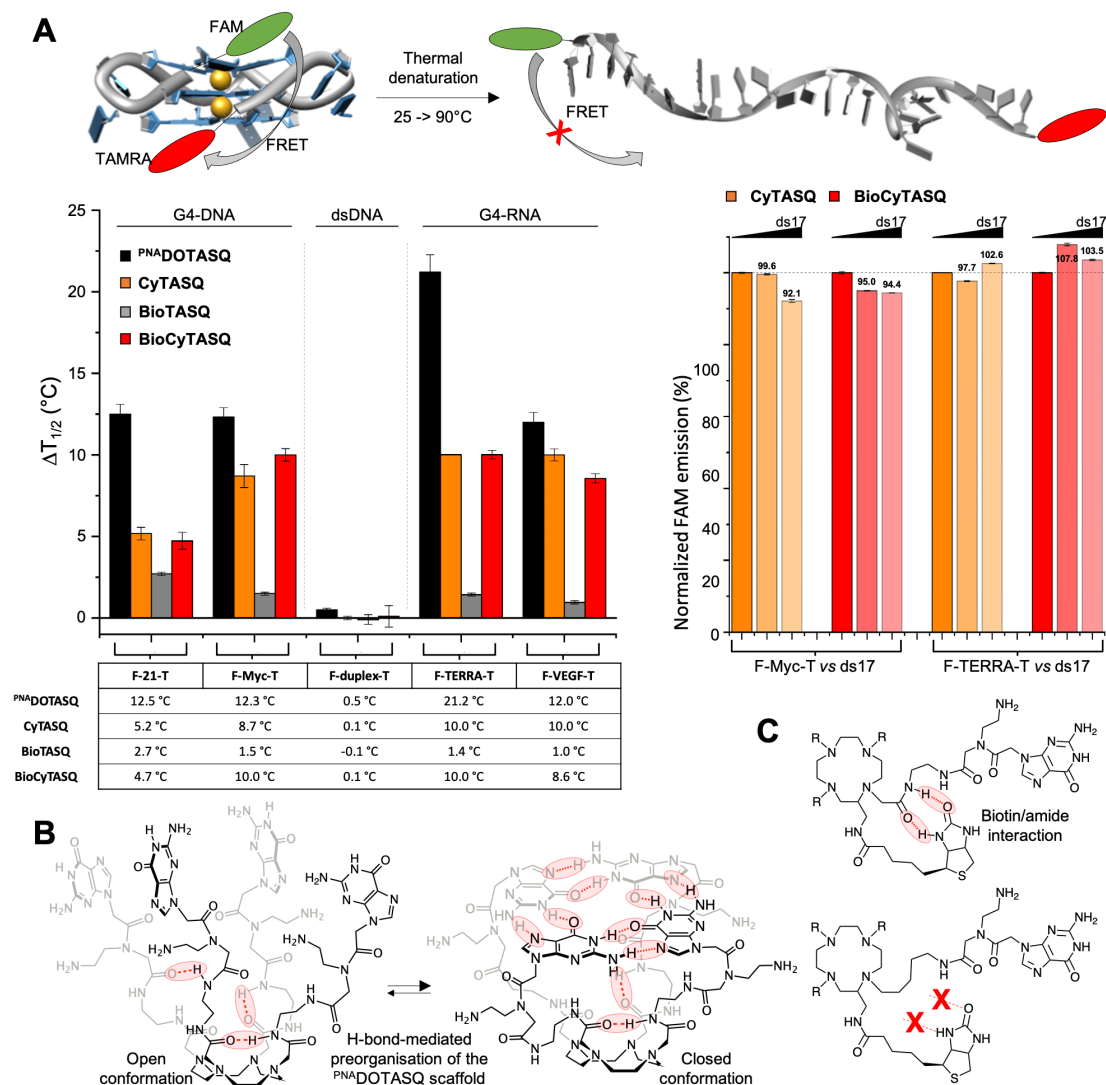 A
FAM
Thermal
denaturation
25 -> 90°C
FRET
TAMRA
FRET
G4-DNA
dsDNA
G4-RNA
25
20
15
10
5
0
ΔT1/2 (°C)
PNADOTASQ
CyTASQ
BioTASQ
BioCyTASQ
F-21-T
F-Myc-T
F-duplex-T
F-TERRA-T
F-VEGF-T
PNADOTASQ
12.5 °C
12.3 °C
0.5 °C
21.2 °C
12.0 °C
CyTASQ
5.2 °C
8.7 °C
0.1 °C
10.0 °C
10.0 °C
BioTASQ
2.7 °C
1.5 °C
-0.1 °C
1.4 °C
1.0 °C
BioCyTASQ
4.7 °C
10.0 °C
0.1 °C
10.0 °C
8.6 °C
CyTASQ
BioCyTASQ
ds17
ds17
ds17
ds17
99.6
92.1
95.0
94.4
97.7
102.6
107.8
103.5
100
80
60
40
20
0
Normalized FAM emission (%)
F-Myc-T vs ds17
F-TERRA-T vs ds17
B
Open
conformation
H-bond-mediated
preorganisation of the
PNADOTASQ scaffold
Closed
conformation
C
Biotin/amide
interaction
X
X